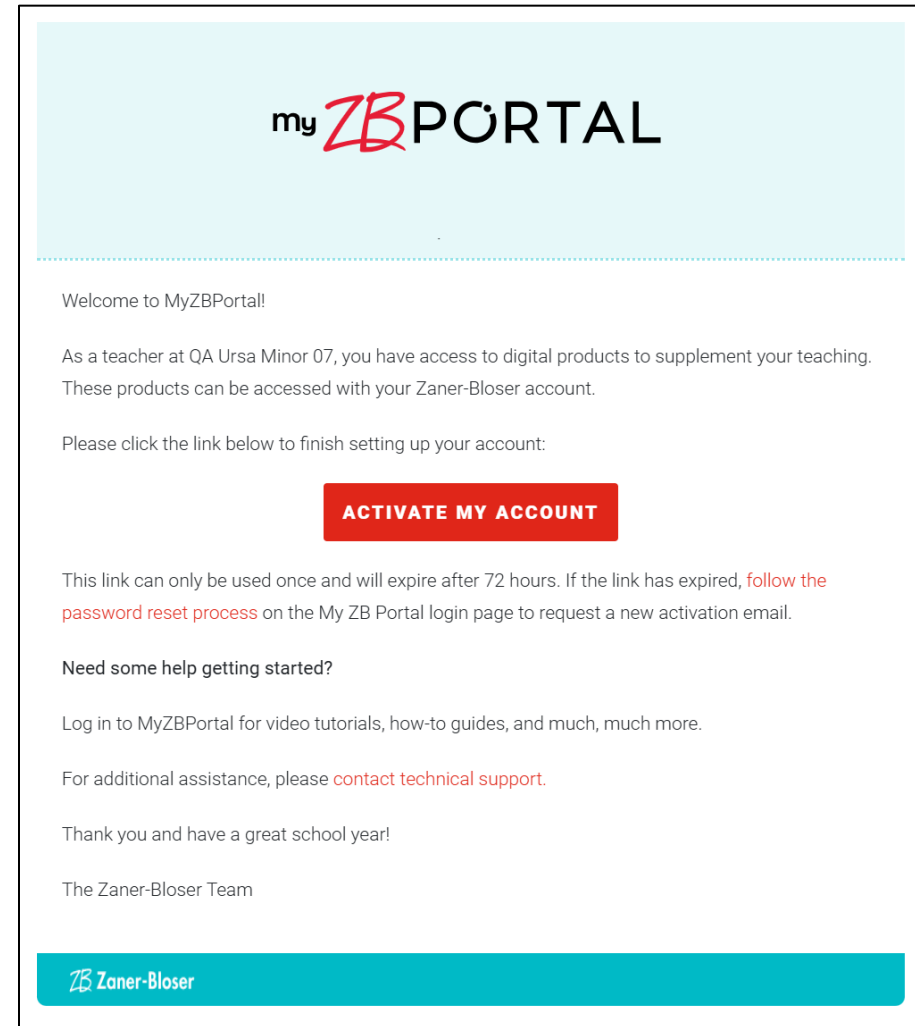 my ZB PORTAL
Welcome to MyZBPortal!
As a teacher at QA Ursa Minor 07, you have access to digital products to supplement your teaching.
These products can be accessed with your Zaner-Bloser account.
Please click the link below to finish setting up your account:
ACTIVATE MY ACCOUNT
This link can only be used once and will expire after 72 hours. If the link has expired, follow the
password reset process on the My ZB Portal login page to request a new activation email.
Need some help getting started?
Log in to MyZBPortal for video tutorials, how-to guides, and much, much more.
For additional assistance, please contact technical support.
Thank you and have a great school year!
The Zaner-Bloser Team
ZB Zaner-Bloser